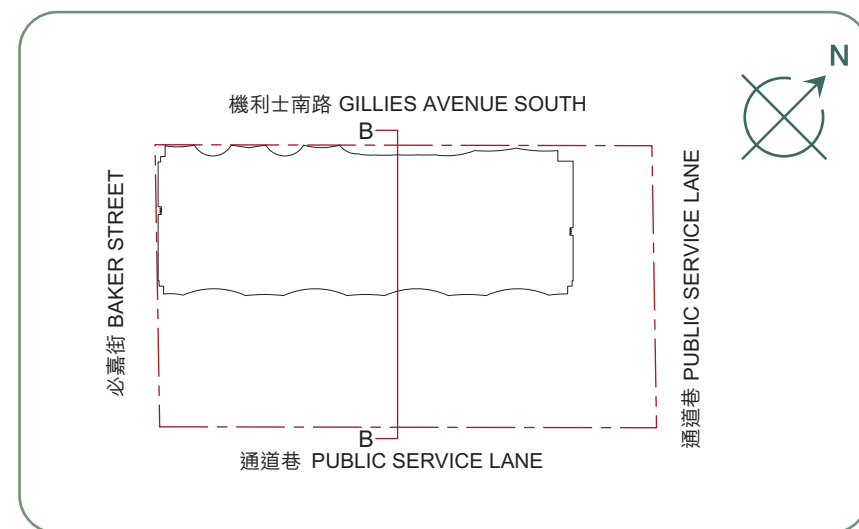 N
機利士南路 GILLIES AVENUE SOUTH
B
必嘉街 BAKER STREET
通道巷 PUBLIC SERVICE LANE
B
通道巷 PUBLIC SERVICE LANE